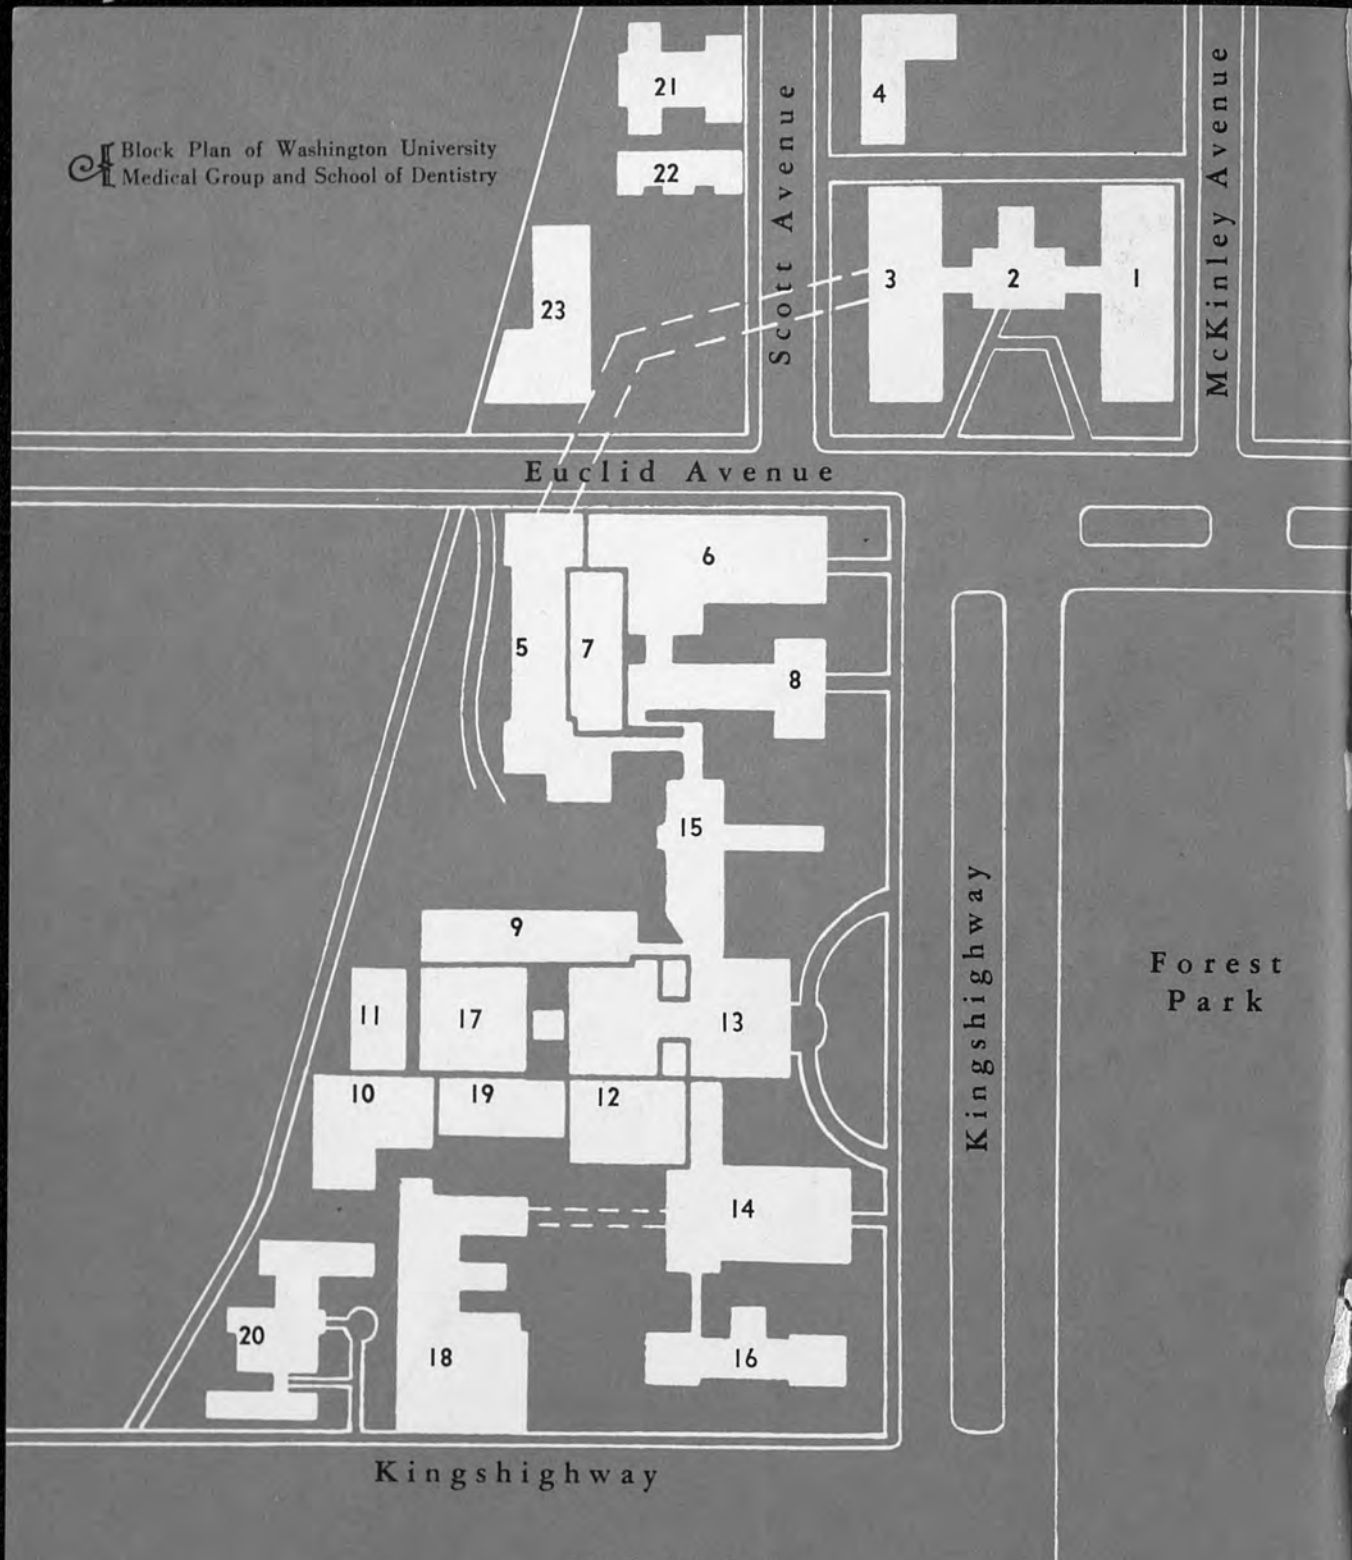 Block Plan of Washington University
Medical Group and School of Dentistry
21
4
22
Scott Avenue
McKinley Avenue
3
2
1
23
Euclid Avenue
6
5
7
8
15
9
Kingshighway
Forest
Park
11
17
13
10
19
12
14
20
18
16
Kingshighway